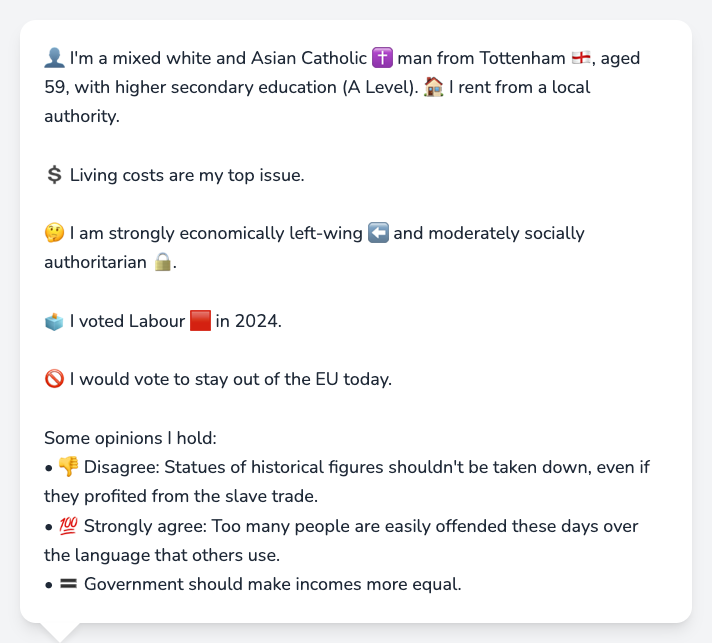 👤 I'm a mixed white and Asian Catholic ✝️ man from Tottenham 🏴󠁧󠁢󠁥󠁮󠁧󠁿, aged
59, with higher secondary education (A Level). 🏠 I rent from a local
authority.
💲 Living costs are my top issue.
🤔 I am strongly economically left-wing ⬅️ and moderately socially
authoritarian 🔒.
🗳️ I voted Labour 🟥 in 2024.
🚫 I would vote to stay out of the EU today.
Some opinions I hold:
• 👎 Disagree: Statues of historical figures shouldn't be taken down, even if
they profited from the slave trade.
• 💯 Strongly agree: Too many people are easily offended these days over
the language that others use.
• 🟰 Government should make incomes more equal.